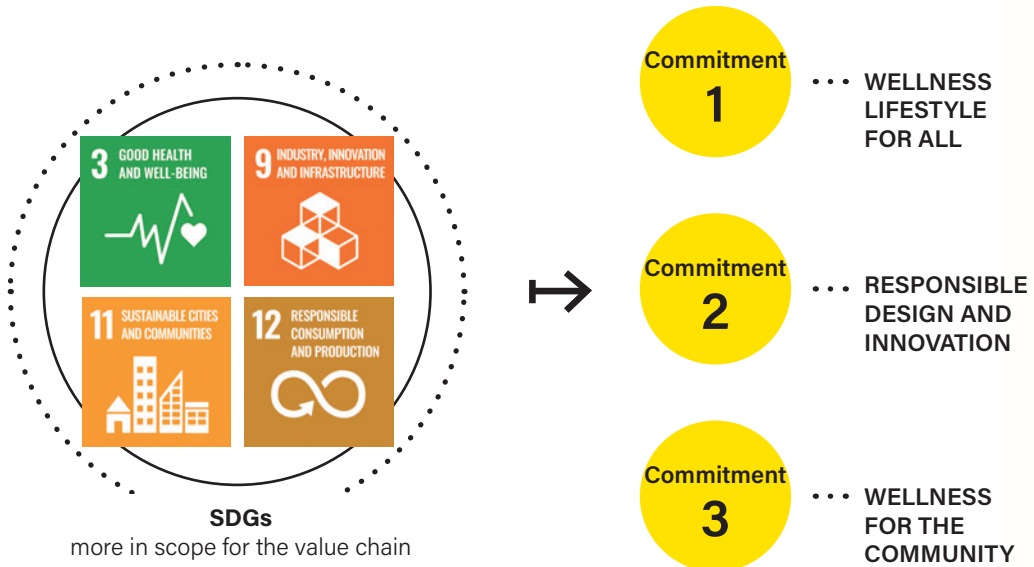 3 GOOD HEALTH
AND WELL-BEING
9 INDUSTRY, INNOVATION
AND INFRASTRUCTURE
11 SUSTAINABLE CITIES
AND COMMUNITIES
12 RESPONSIBLE
CONSUMPTION
AND PRODUCTION
SDGs
more in scope for the value chain
Commitment
1
WELLNESS
LIFESTYLE
FOR ALL
Commitment
2
RESPONSIBLE
DESIGN AND
INNOVATION
Commitment
3
WELLNESS
FOR THE
COMMUNITY